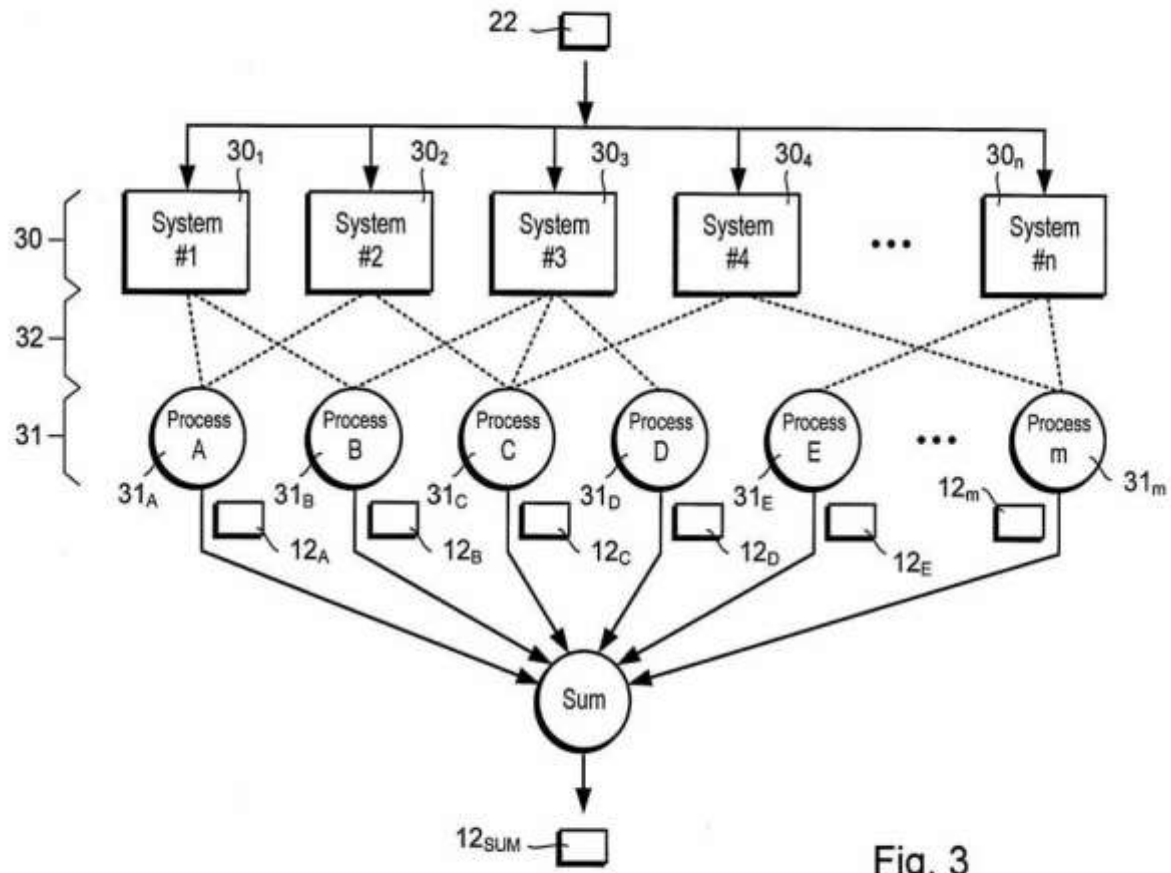 22
30₁
30₂
30₃
30₄
30ₙ
30
System
#1
System
#2
System
#3
System
#4
•••
System
#n
32
31
Process
A
Process
B
Process
C
Process
D
Process
E
•••
Process
m
31A
31B
31C
31D
31E
12m
31m
12A
12B
12C
12D
12E
Sum
12SUM
Fig. 3